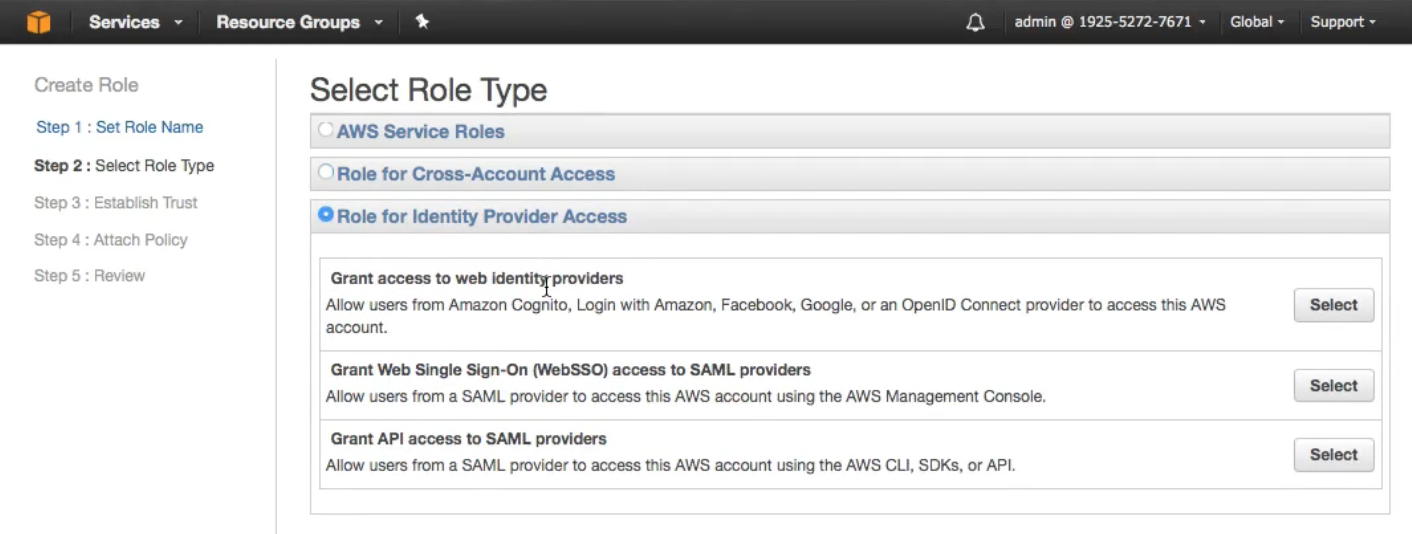 Services Resource Groups admin @ 1925-5272-7671 Global Support
Create Role
Step 1 : Set Role Name
Step 2 : Select Role Type
Step 3 : Establish Trust
Step 4 : Attach Policy
Step 5 : Review
Select Role Type
AWS Service Roles
Role for Cross-Account Access
Role for Identity Provider Access
Grant access to web identity providers
Allow users from Amazon Cognito, Login with Amazon, Facebook, Google, or an OpenID Connect provider to access this AWS
account.
Select
Grant Web Single Sign-On (WebSSO) access to SAML providers
Allow users from a SAML provider to access this AWS account using the AWS Management Console.
Select
Grant API access to SAML providers
Allow users from a SAML provider to access this AWS account using the AWS CLI, SDKs, or API.
Select